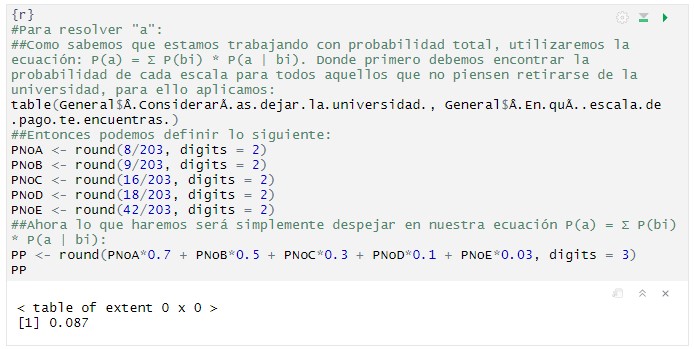 {r}
#Para resolver "a":
##Como sabemos que estamos trabajando con probabilidad total, utilizaremos la
ecuación: P(a) = Σ P(bi) * P(a | bi). Donde primero debemos encontrar la
probabilidad de cada escala para todos aquellos que no piensen retirarse de la
universidad, para ello aplicamos:
table(General$Â.ConsiderarÃ.as.dejar.la.universidad., General$Â.En.quÃ..escala.de
.pago.te.encuentras.)
##Entonces podemos definir lo siguiente:
PNoA <- round(8/203, digits = 2)
PNoB <- round(9/203, digits = 2)
PNoC <- round(16/203, digits = 2)
PNoD <- round(18/203, digits = 2)
PNoE <- round(42/203, digits = 2)
##Ahora lo que haremos será simplemente despejar en nuestra ecuación P(a) = Σ P(bi)
* P(a | bi):
PP <- round(PNoA*0.7 + PNoB*0.5 + PNoC*0.3 + PNoD*0.1 + PNoE*0.03, digits = 3)
PP
< table of extent 0 x 0 >
[1] 0.087